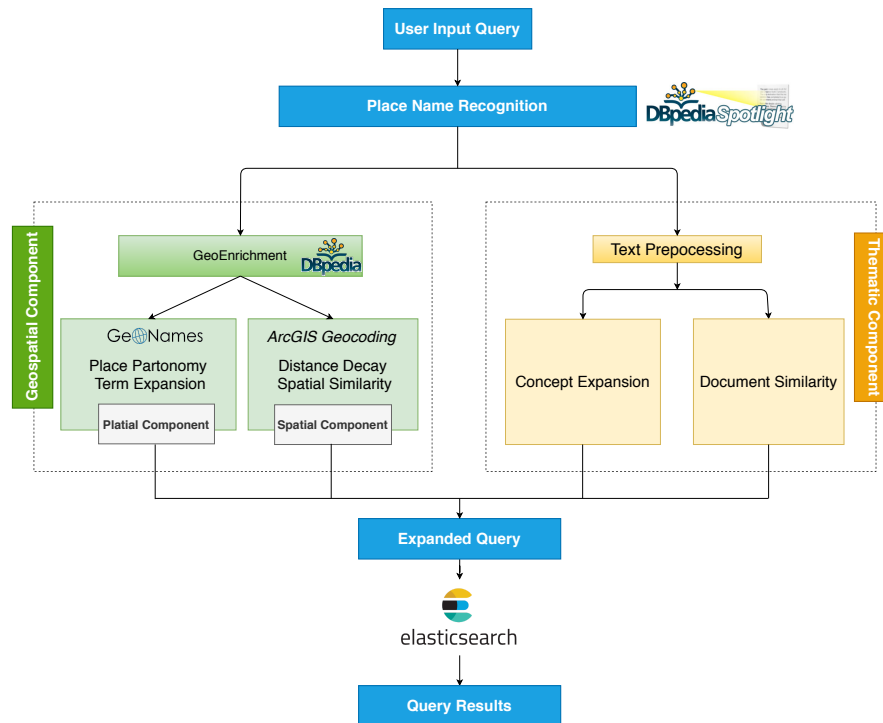 User Input Query
Place Name Recognition
DBpedia Spotlight
Geospatial Component
GeoEnrichment
DBpedia
GeoNames
Place Partonomy
Term Expansion
Platial Component
ArcGIS Geocoding
Distance Decay
Spatial Similarity
Spatial Component
Text Prepocessing
Concept Expansion
Document Similarity
Thematic Component
Expanded Query
elasticsearch
Query Results